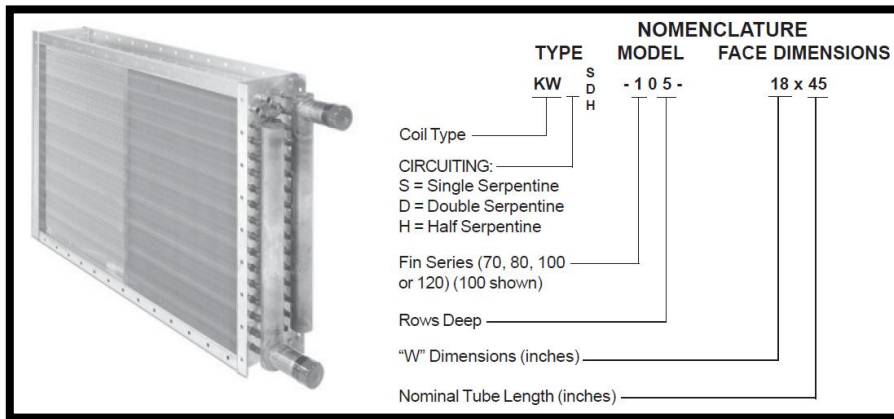 NOMENCLATURE
TYPE MODEL FACE DIMENSIONS
KW _ S D H - 1 0 5 - 18 x 45
Coil Type
CIRCUITING:
S = Single Serpentine
D = Double Serpentine
H = Half Serpentine
Fin Series (70, 80, 100
or 120) (100 shown)
Rows Deep
“W” Dimensions (inches)
Nominal Tube Length (inches)